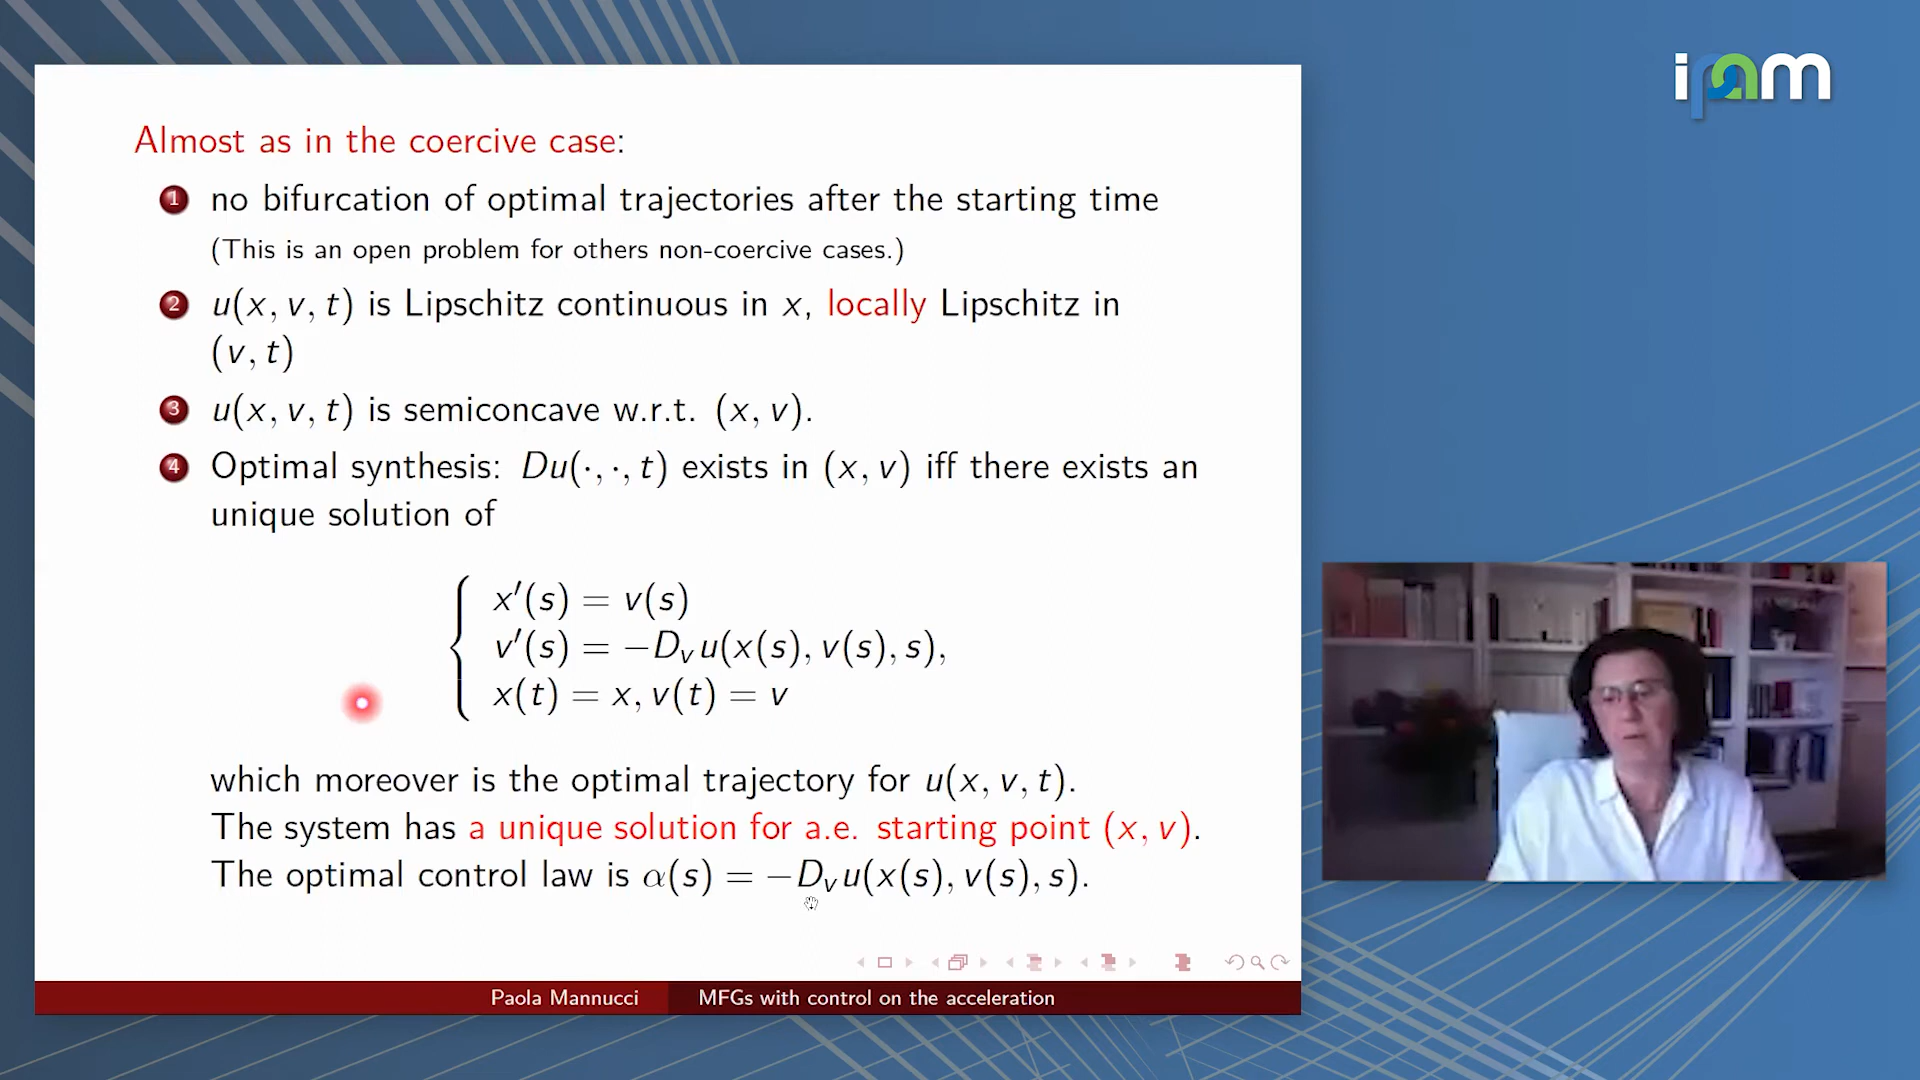 ipam
Almost as in the coercive case:
1 no bifurcation of optimal trajectories after the starting time
(This is an open problem for others non-coercive cases.)
2 u(x, v, t) is Lipschitz continuous in x, locally Lipschitz in
(v, t)
3 u(x, v, t) is semiconcave w.r.t. (x, v).
4 Optimal synthesis: Du(·, ·, t) exists in (x, v) iff there exists an
unique solution of
x′(s) = v(s)
v′(s) = −Dᵥu(x(s), v(s), s),
x(t) = x, v(t) = v
which moreover is the optimal trajectory for u(x, v, t).
The system has a unique solution for a.e. starting point (x, v).
The optimal control law is α(s) = −Dᵥu(x(s), v(s), s).
Paola Mannucci MFGs with control on the acceleration